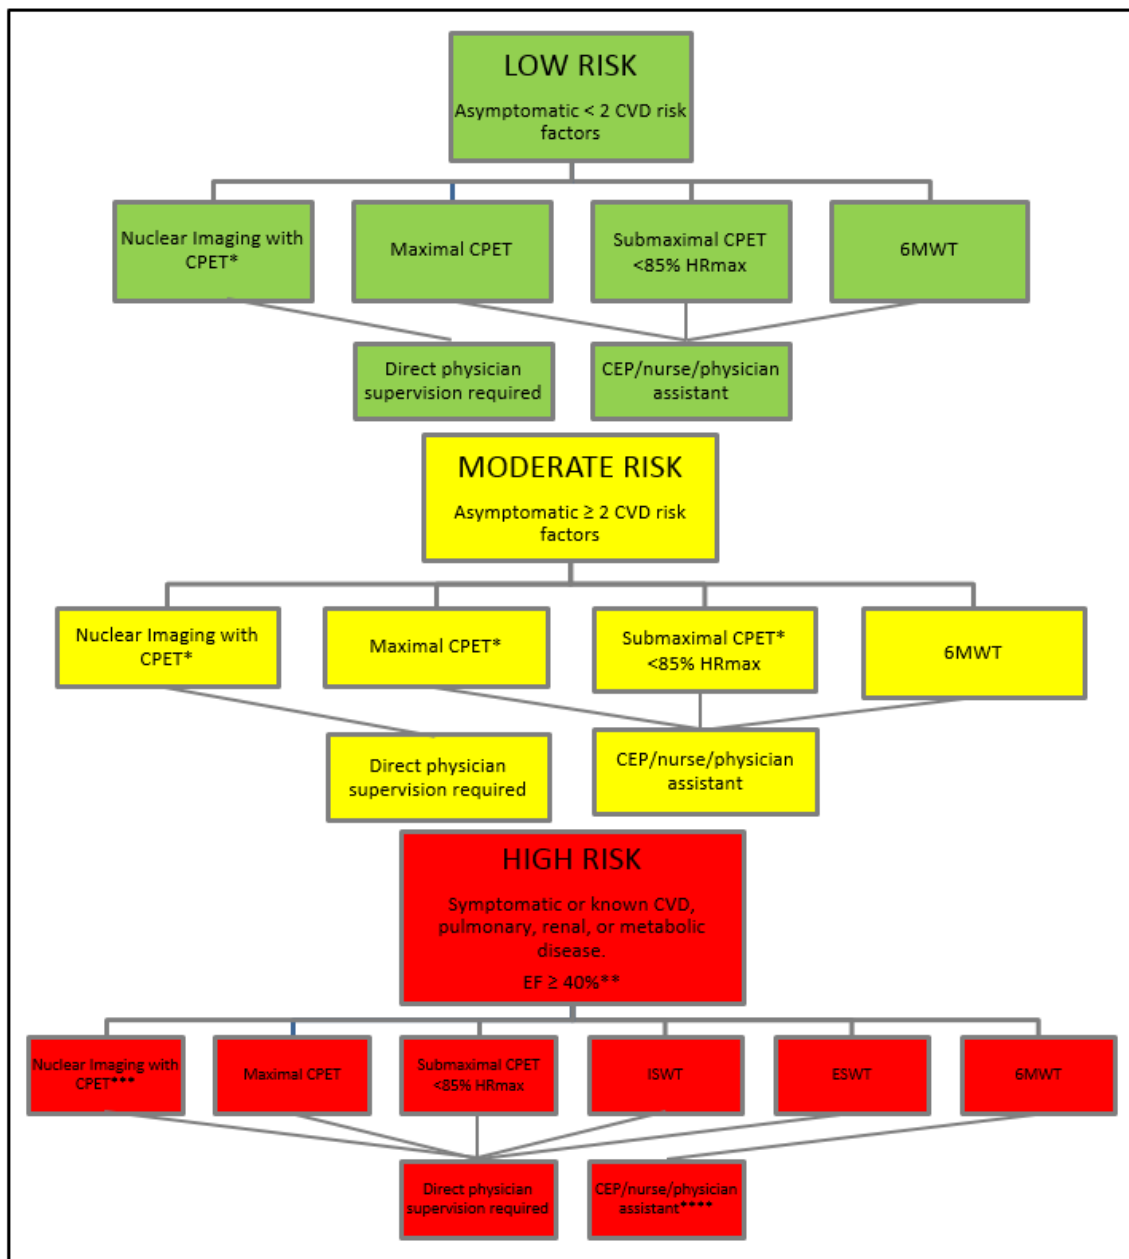 LOW RISK
Asymptomatic < 2 CVD risk
factors
Nuclear Imaging with
CPET*
Maximal CPET
Submaximal CPET
<85% HRmax
6MWT
Direct physician
supervision required
CEP/nurse/physician
assistant
MODERATE RISK
Asymptomatic ≥ 2 CVD risk
factors
Nuclear Imaging with
CPET*
Maximal CPET*
Submaximal CPET*
<85% HRmax
6MWT
Direct physician
supervision required
CEP/nurse/physician
assistant
HIGH RISK
Symptomatic or known CVD,
pulmonary, renal, or metabolic
disease.
EF ≥ 40%**
Nuclear Imaging with
CPET***
Maximal CPET
Submaximal CPET
<85% HRmax
ISWT
ESWT
6MWT
Direct physician
supervision required
CEP/nurse/physician
assistant****